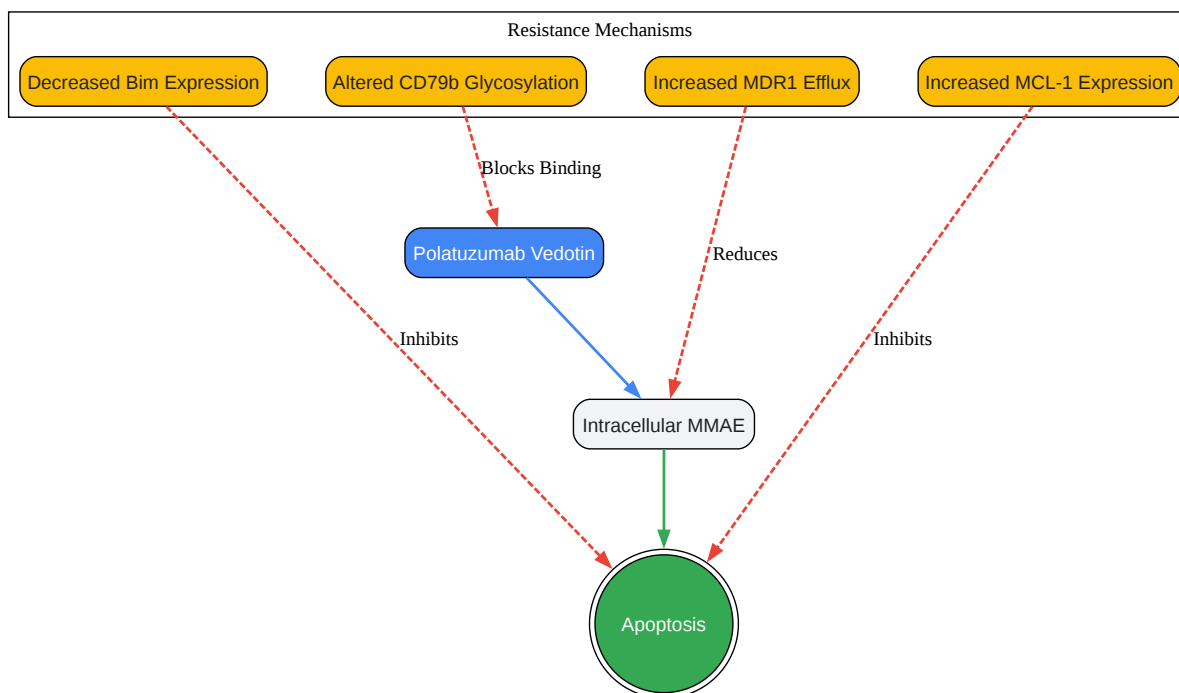 Resistance Mechanisms
Decreased Bim Expression
Altered CD79b Glycosylation
Increased MDR1 Efflux
Increased MCL-1 Expression
Blocks Binding
Polatuzumab Vedotin
Reduces
Inhibits
Inhibits
Intracellular MMAE
Apoptosis